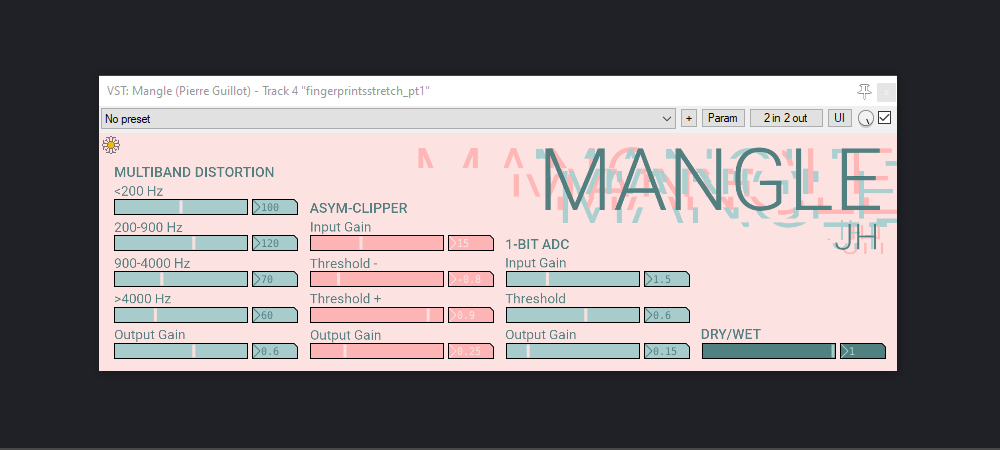 VST: Mangle (Pierre Guillot) - Track 4 "fingerprintsstretch_pt1"
No preset
+
Param
2 in 2 out
UI
MANGLE
JH
MULTIBAND DISTORTION
<200 Hz
>100
200-900 Hz
>120
900-4000 Hz
>70
>4000 Hz
>60
Output Gain
>0.6
ASYM-CLIPPER
Input Gain
>15
Threshold -
>-0.8
Threshold +
>0.9
Output Gain
>0.25
1-BIT ADC
Input Gain
>1.5
Threshold
>0.6
Output Gain
>0.15
DRY/WET
>1